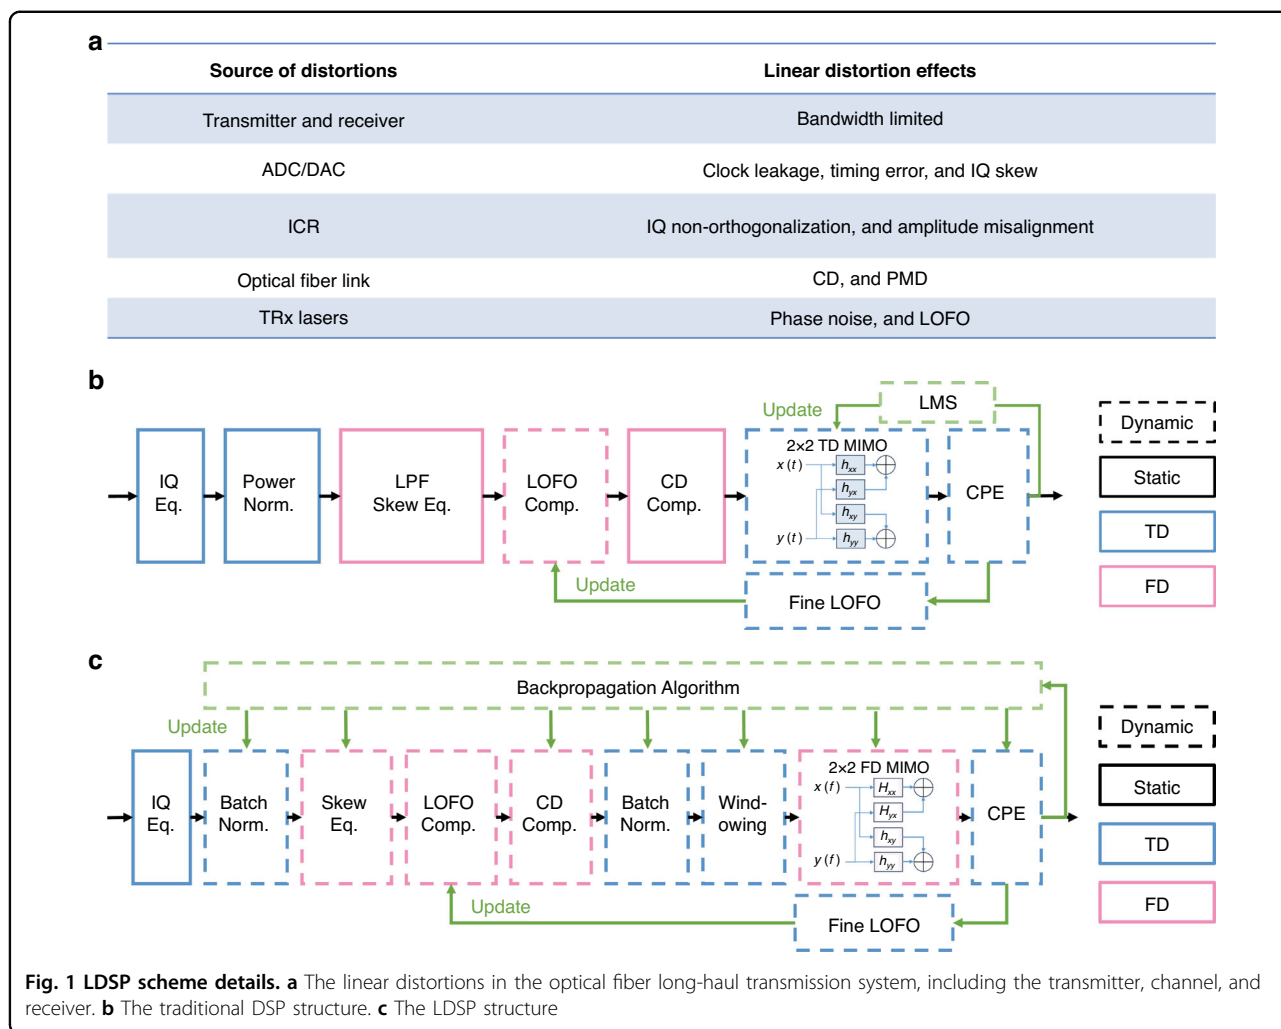 a
Source of distortions Linear distortion effects
Transmitter and receiver Bandwidth limited
ADC/DAC Clock leakage, timing error, and IQ skew
ICR IQ non-orthogonalization, and amplitude misalignment
Optical fiber link CD, and PMD
TRx lasers Phase noise, and LOFO
b
Update
LMS
IQ
Eq.
Power
Norm.
LPF
Skew Eq.
LOFO
Comp.
CD
Comp.
2×2 TD MIMO
x (t)
y (t)
hxx
hyx
hxy
hyy
CPE
Update
Fine LOFO
Dynamic
Static
TD
FD
c
Backpropagation Algorithm
Update
IQ
Eq.
Batch
Norm.
Skew
Eq.
LOFO
Comp.
CD
Comp.
Batch
Norm.
Wind-
owing
2×2 FD MIMO
x (f)
y (f)
Hxx
Hyx
hxy
hyy
CPE
Update
Fine LOFO
Dynamic
Static
TD
FD
Fig. 1 LDSP scheme details. a The linear distortions in the optical fiber long-haul transmission system, including the transmitter, channel, and
receiver. b The traditional DSP structure. c The LDSP structure